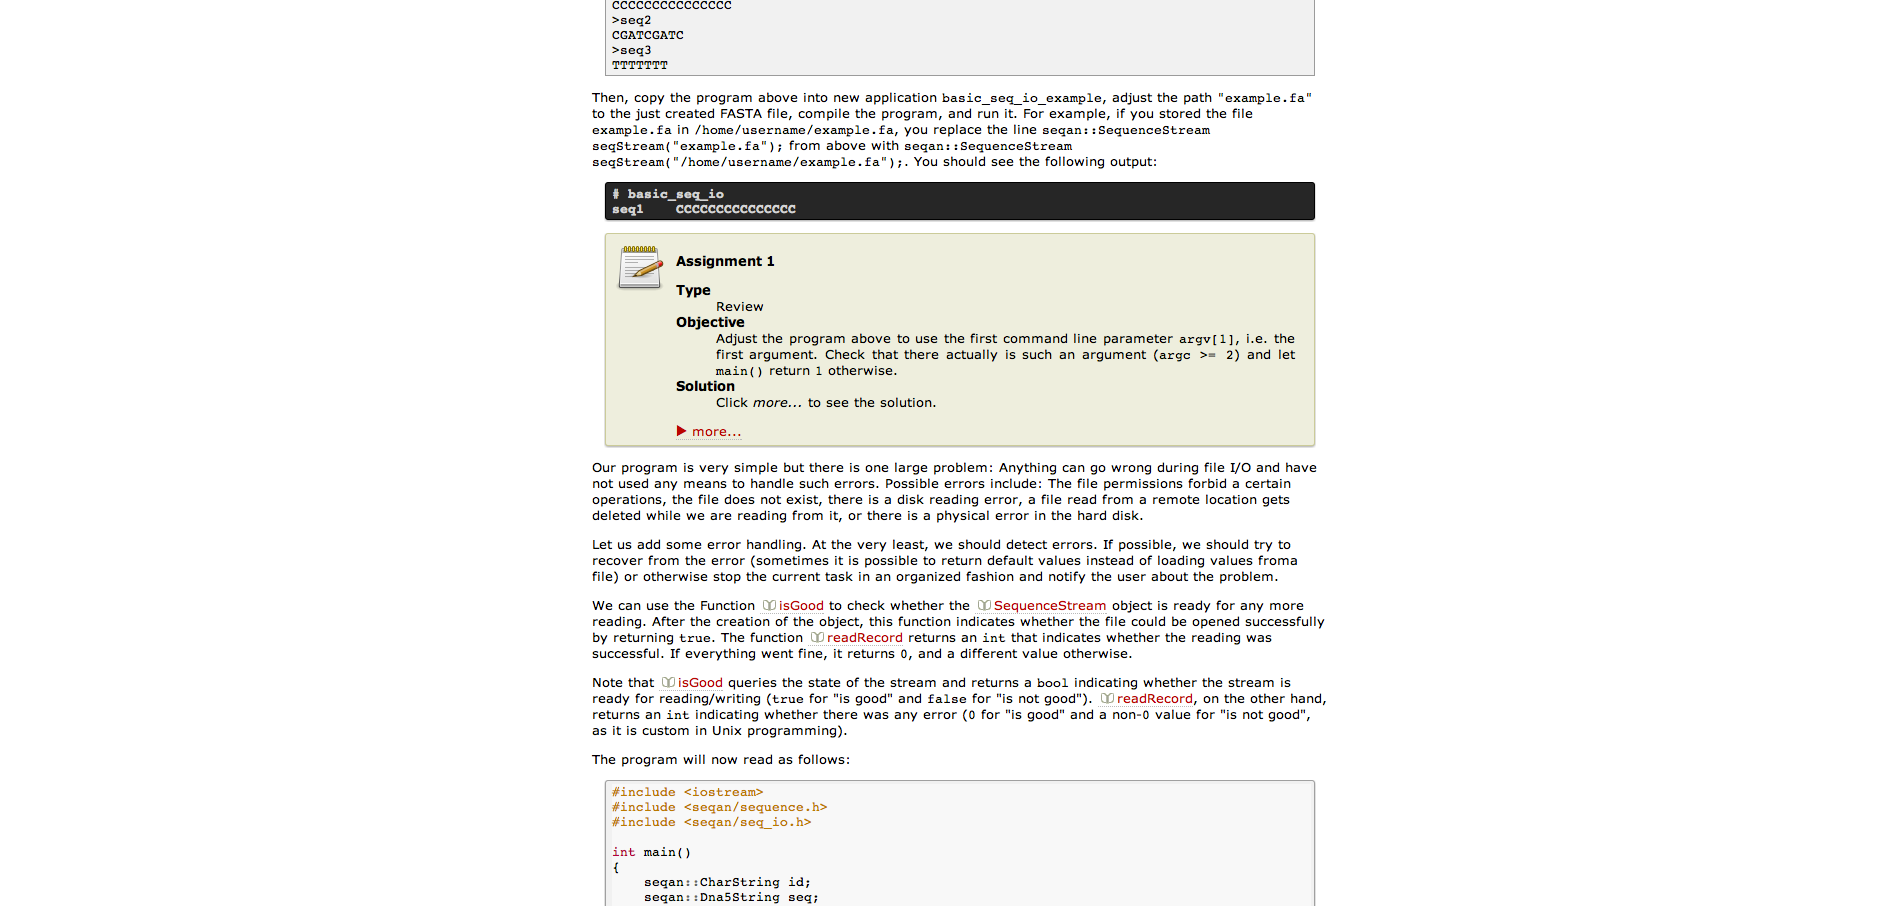 CCCCCCCCCCCCCCC
>seq2
CGATCGATC
>seq3
TTTTTTT
Then, copy the program above into new application basic_seq_io_example, adjust the path "example.fa"
to the just created FASTA file, compile the program, and run it. For example, if you stored the file
example.fa in /home/username/example.fa, you replace the line seqan::SequenceStream
seqStream("example.fa"); from above with seqan::SequenceStream
seqStream("/home/username/example.fa");. You should see the following output:
# basic_seq_io
seq1    CCCCCCCCCCCCCCC
Assignment 1
Type
Review
Objective
Adjust the program above to use the first command line parameter argv[1], i.e. the
first argument. Check that there actually is such an argument (argc >= 2) and let
main() return 1 otherwise.
Solution
Click more... to see the solution.
more...
Our program is very simple but there is one large problem: Anything can go wrong during file I/O and have
not used any means to handle such errors. Possible errors include: The file permissions forbid a certain
operations, the file does not exist, there is a disk reading error, a file read from a remote location gets
deleted while we are reading from it, or there is a physical error in the hard disk.
Let us add some error handling. At the very least, we should detect errors. If possible, we should try to
recover from the error (sometimes it is possible to return default values instead of loading values froma
file) or otherwise stop the current task in an organized fashion and notify the user about the problem.
We can use the Function isGood to check whether the SequenceStream object is ready for any more
reading. After the creation of the object, this function indicates whether the file could be opened successfully
by returning true. The function readRecord returns an int that indicates whether the reading was
successful. If everything went fine, it returns 0, and a different value otherwise.
Note that isGood queries the state of the stream and returns a bool indicating whether the stream is
ready for reading/writing (true for "is good" and false for "is not good"). readRecord, on the other hand,
returns an int indicating whether there was any error (0 for "is good" and a non-0 value for "is not good",
as it is custom in Unix programming).
The program will now read as follows:
#include <iostream>
#include <seqan/sequence.h>
#include <seqan/seq_io.h>
int main()
{
    seqan::CharString id;
    seqan::Dna5String seq;